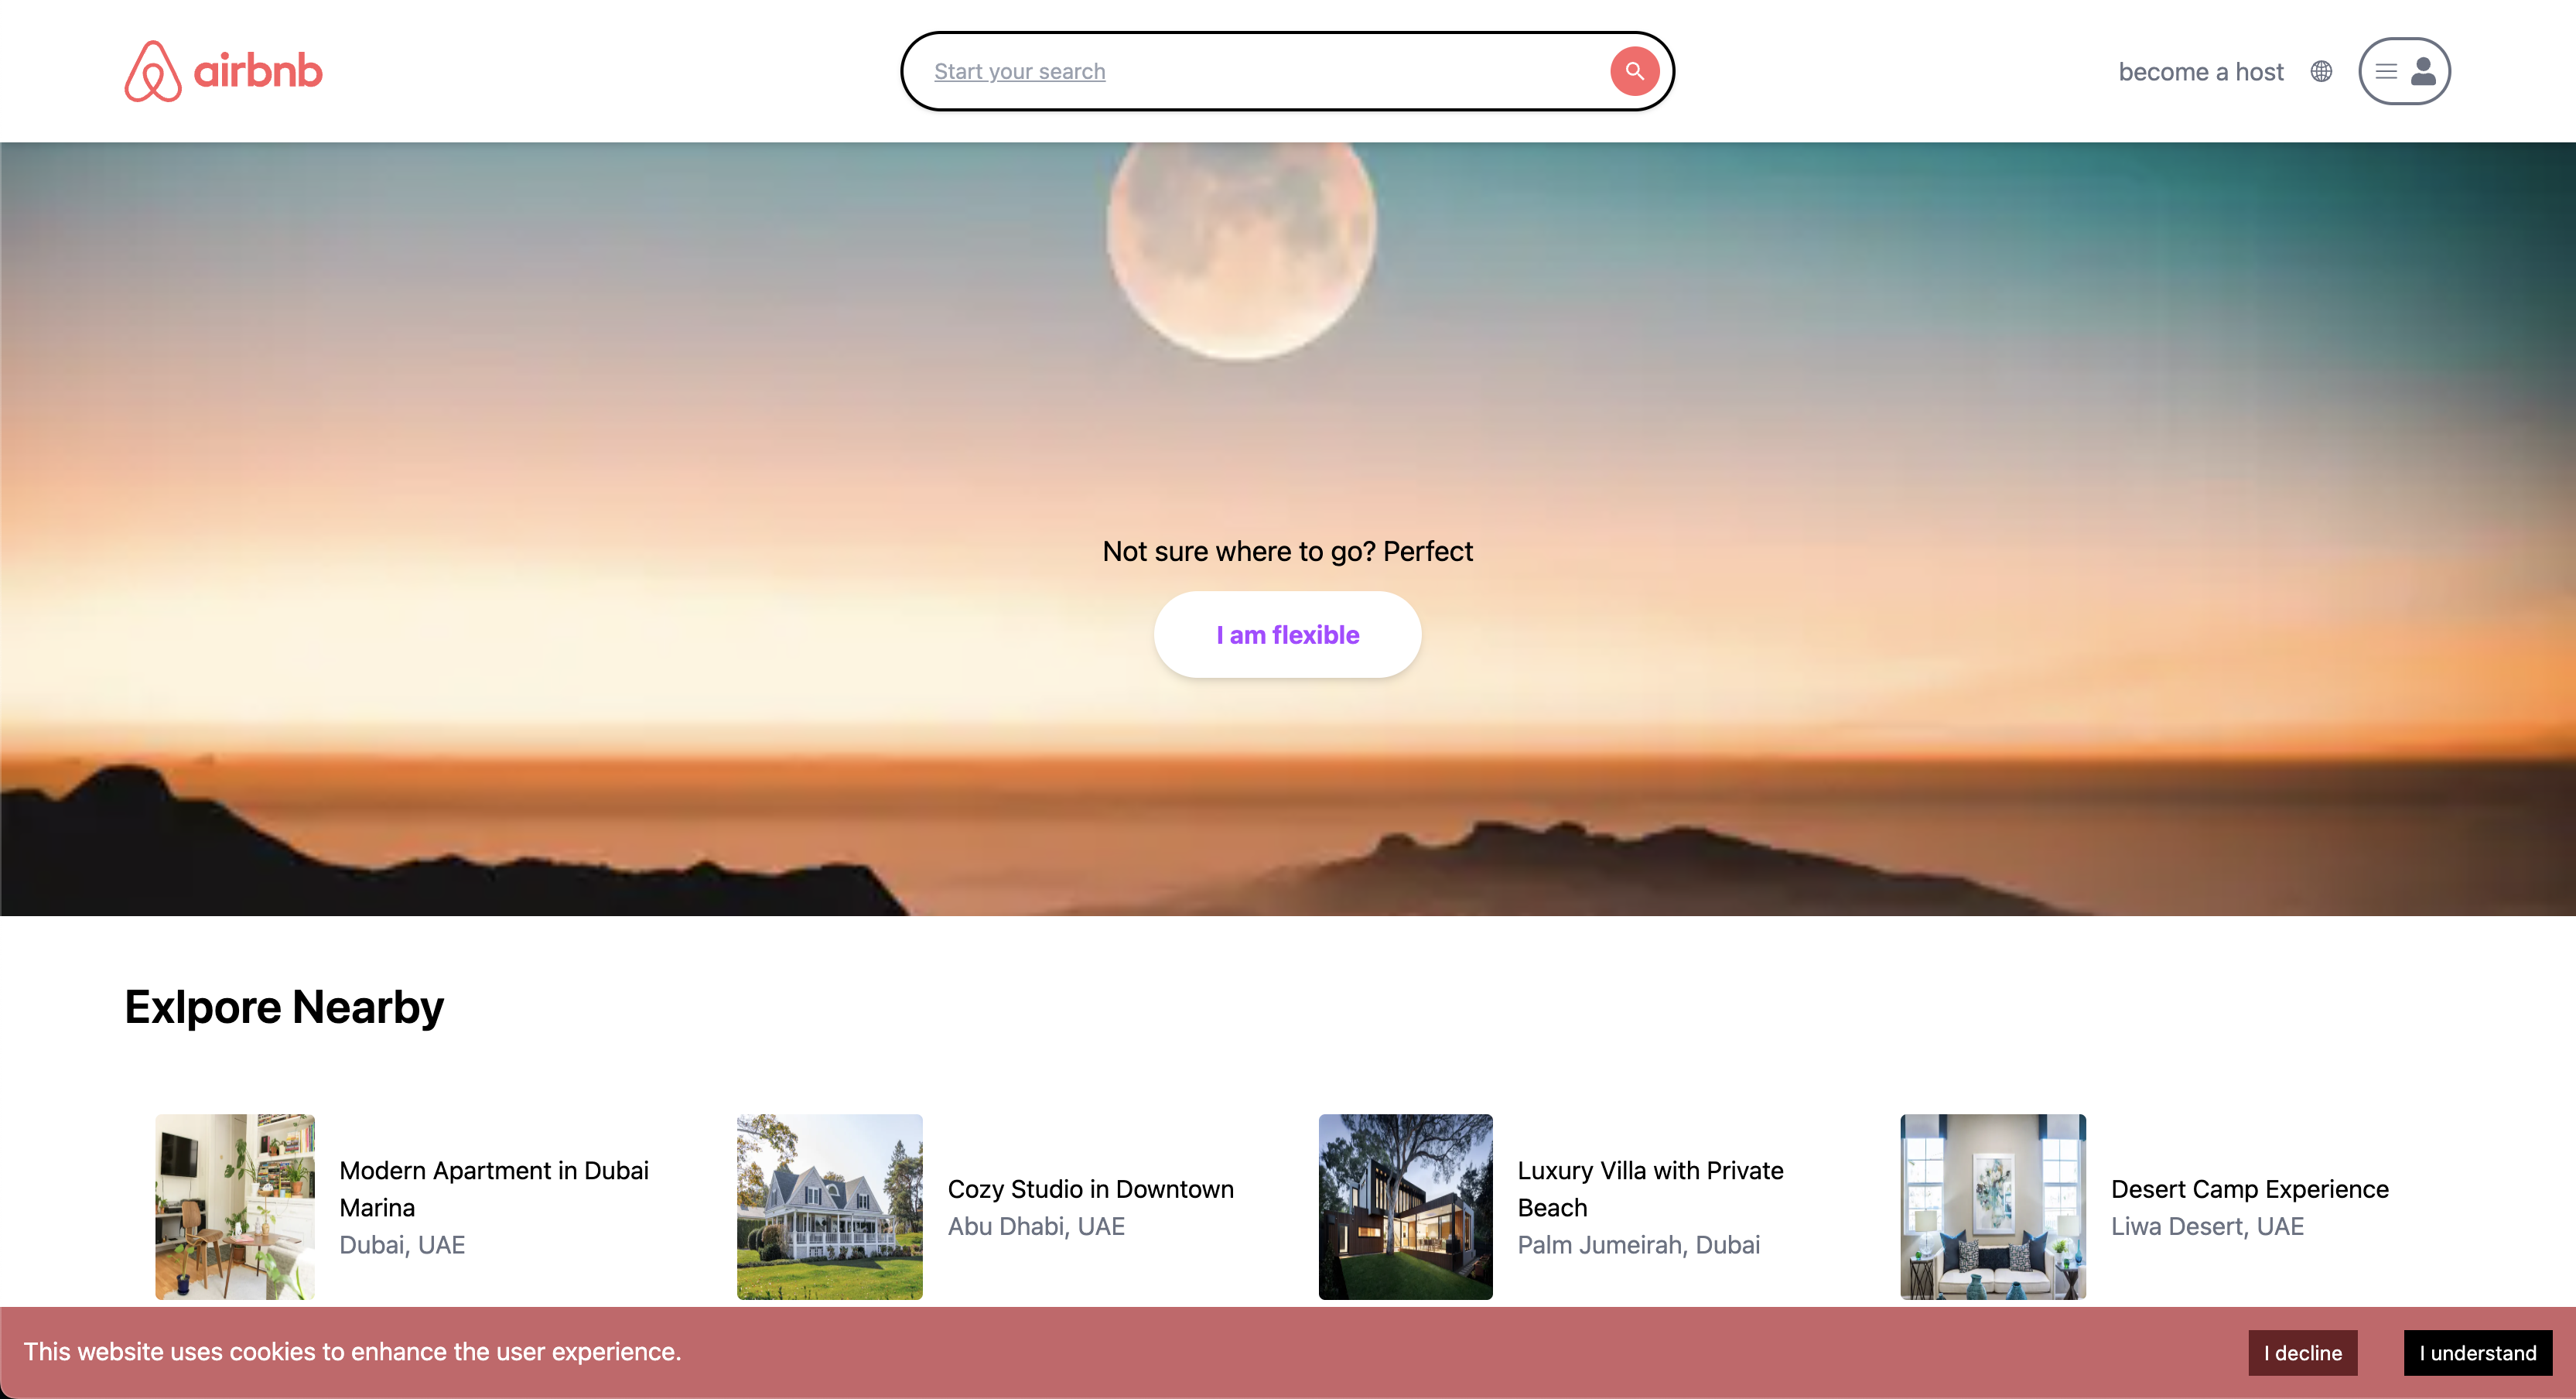 airbnb
Start your search
become a host
Not sure where to go? Perfect
I am flexible
Exlpore Nearby
Modern Apartment in Dubai
Marina
Dubai, UAE
Cozy Studio in Downtown
Abu Dhabi, UAE
Luxury Villa with Private
Beach
Palm Jumeirah, Dubai
Desert Camp Experience
Liwa Desert, UAE
This website uses cookies to enhance the user experience.
I decline
I understand